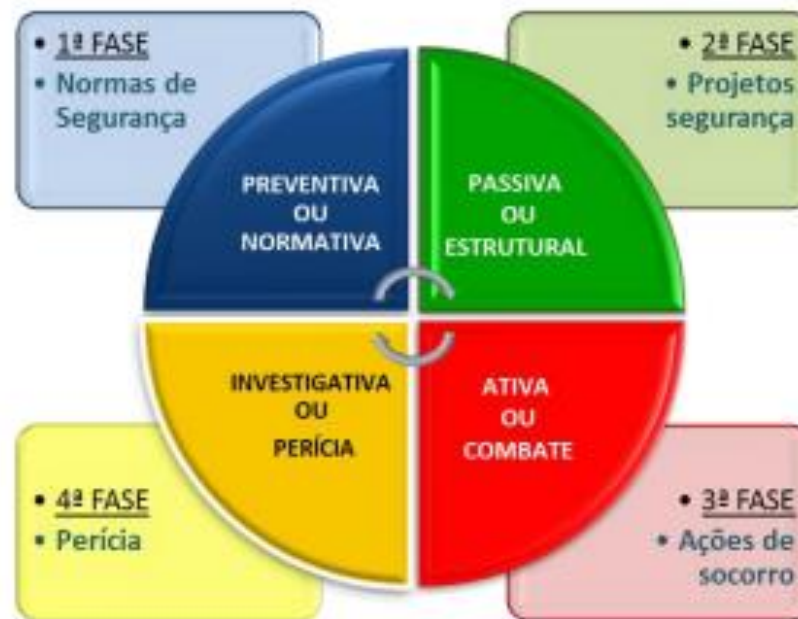 • 1ª FASE
• Normas de
Segurança
• 2ª FASE
• Projetos
segurança
PREVENTIVA
OU
NORMATIVA
PASSIVA
OU
ESTRUTURAL
INVESTIGATIVA
OU
PERÍCIA
ATIVA
OU
COMBATE
• 4ª FASE
• Perícia
• 3ª FASE
• Ações de
socorro